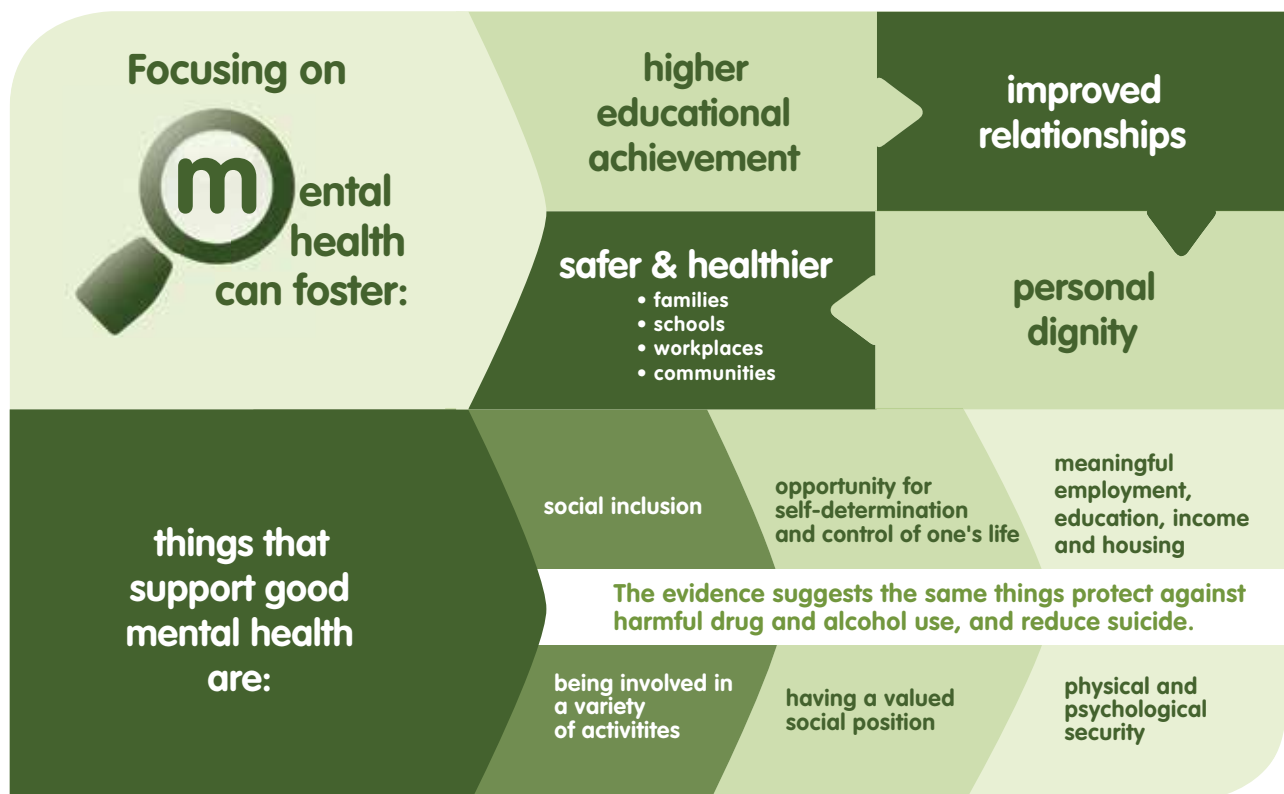 Focusing on
mental
health
can foster:
higher
educational
achievement
improved
relationships
safer & healthier
• families
• schools
• workplaces
• communities
personal
dignity
things that
support good
mental health
are:
social inclusion
opportunity for
self-determination
and control of one's life
meaningful
employment,
education, income
and housing
The evidence suggests the same things protect against
harmful drug and alcohol use, and reduce suicide.
being involved in
a variety
of activitites
having a valued
social position
physical and
psychological
security